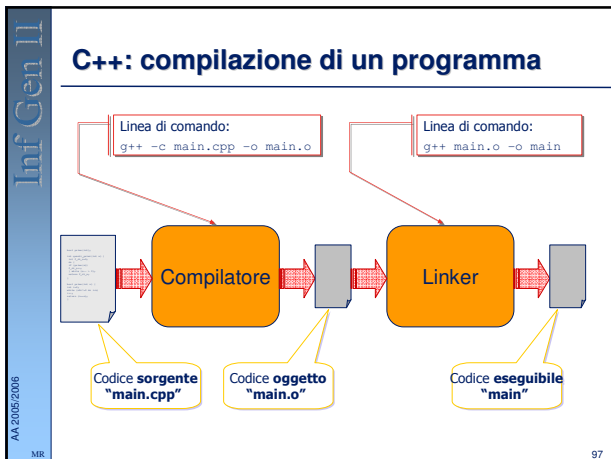 Inf Gen II
C++: compilazione di un programma
Linea di comando:
g++ -c main.cpp -o main.o
Linea di comando:
g++ main.o -o main
Compilatore
Linker
Codice sorgente
"main.cpp"
Codice oggetto
"main.o"
Codice eseguibile
"main"
AA 2005/2006
MR
97